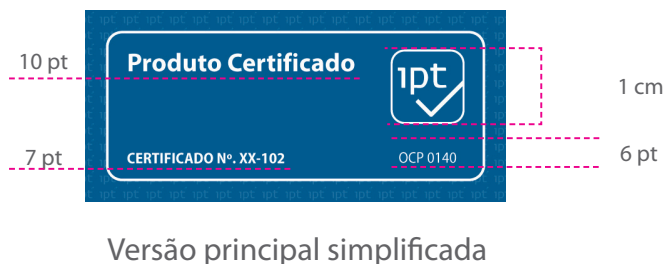 10 pt
Produto Certificado
ipt
1 cm
7 pt
CERTIFICADO Nº. XX-102
OCP 0140
6 pt
Versão principal simplificada